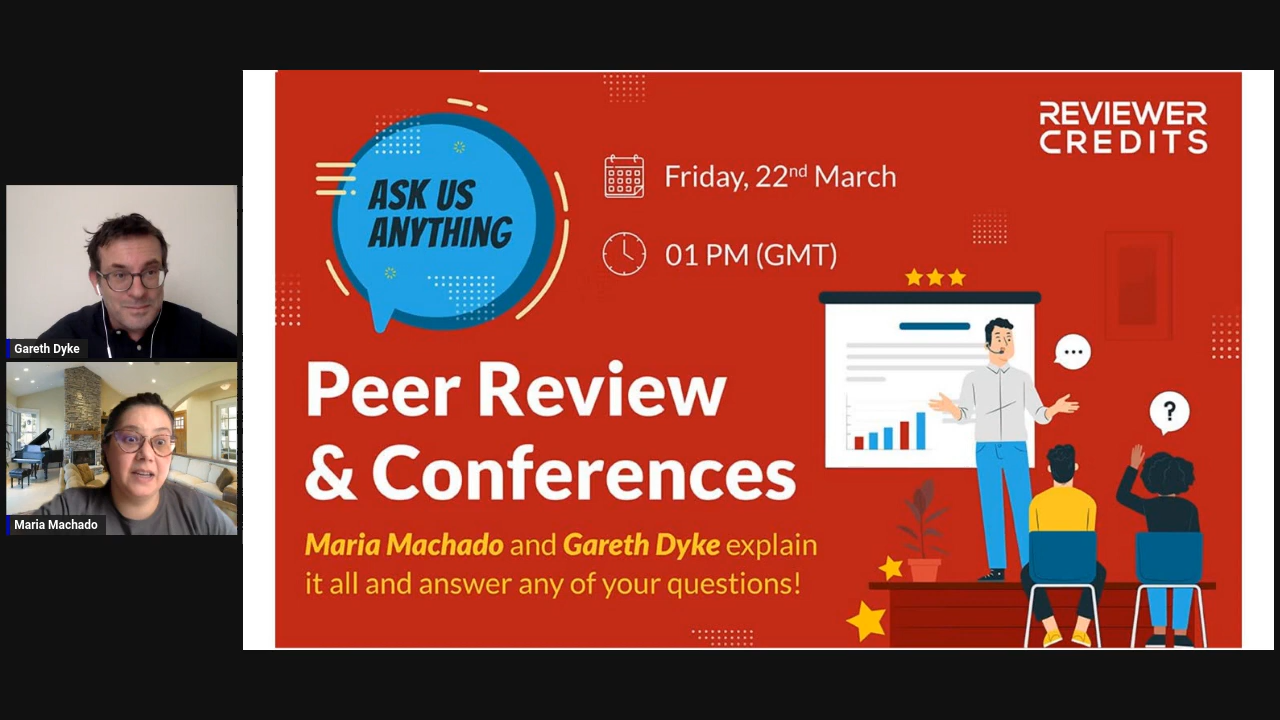 Gareth Dyke
Maria Machado
ASK US
ANYTHING
Friday, 22nd March
01 PM (GMT)
REVIEWER
CREDITS
Peer Review
& Conferences
Maria Machado and Gareth Dyke explain
it all and answer any of your questions!
?